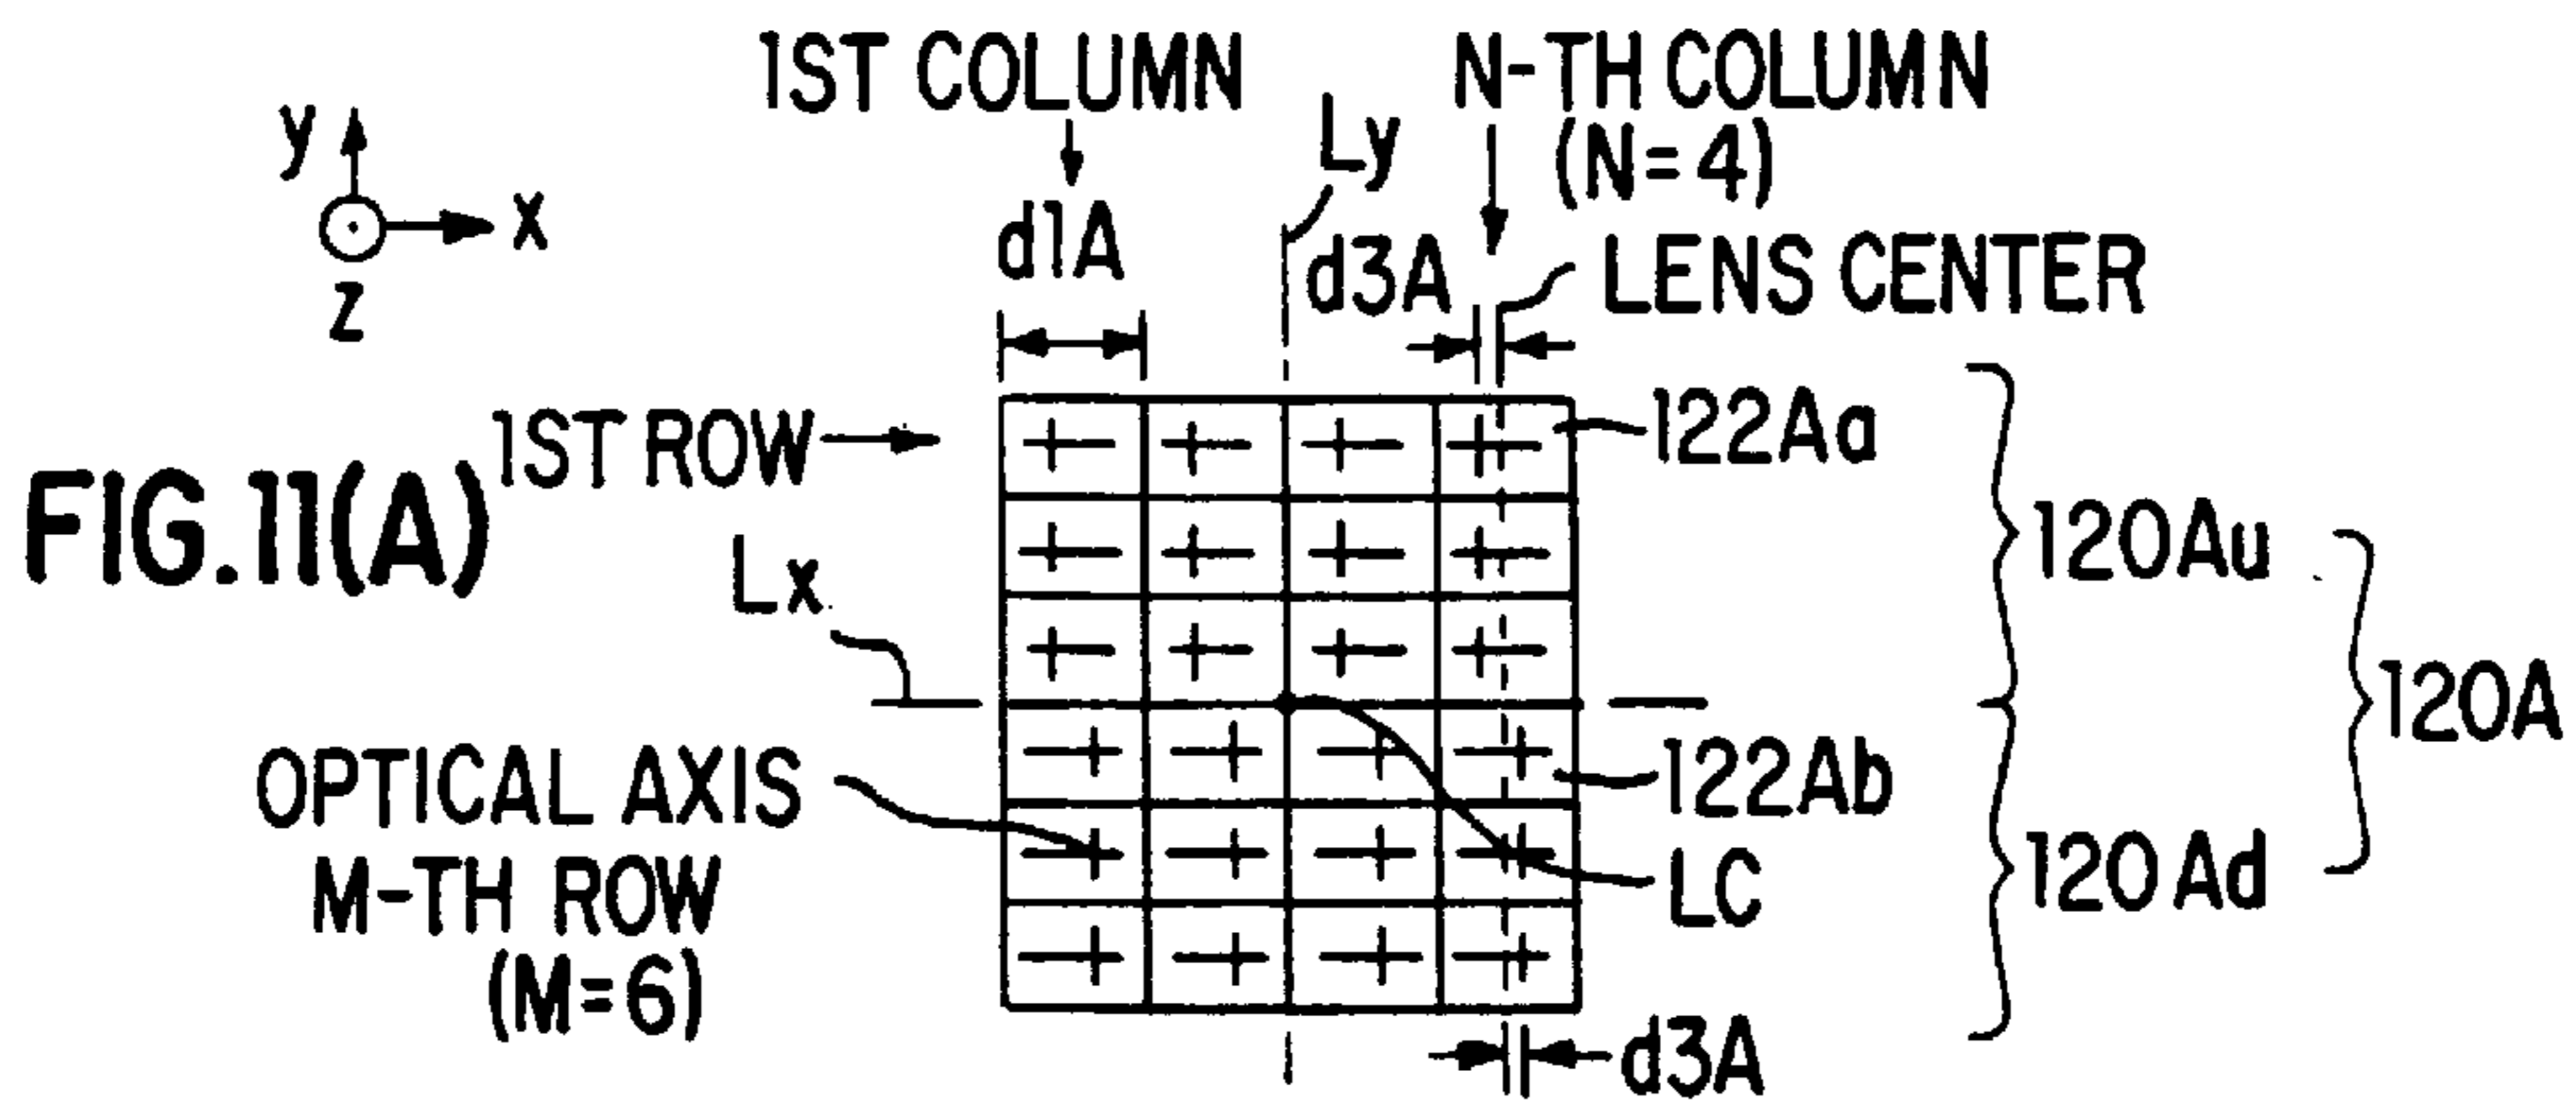 1ST COLUMN
N-TH COLUMN
(N=4)
y
x
z
Ly
d1A
d3A
LENS CENTER
1ST ROW
122Aa
FIG.11(A)
120Au
Lx
120A
OPTICAL AXIS
122Ab
M-TH ROW
(M=6)
LC
120Ad
d3A